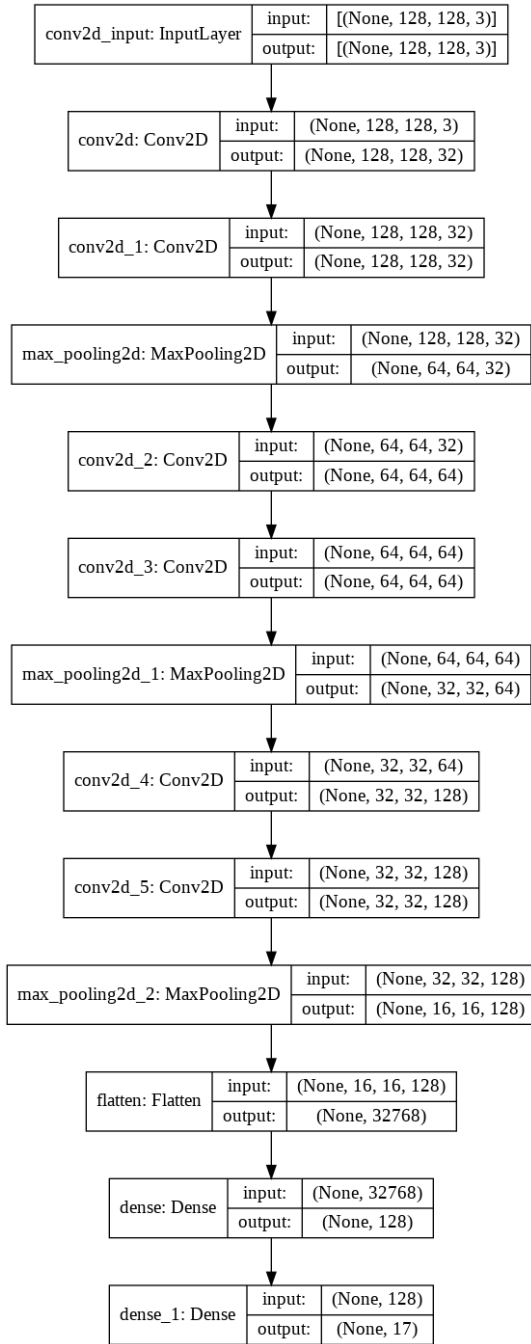 conv2d_input: InputLayer
input: [(None, 128, 128, 3)]
output: [(None, 128, 128, 3)]
conv2d: Conv2D
input: (None, 128, 128, 3)
output: (None, 128, 128, 32)
conv2d_1: Conv2D
input: (None, 128, 128, 32)
output: (None, 128, 128, 32)
max_pooling2d: MaxPooling2D
input: (None, 128, 128, 32)
output: (None, 64, 64, 32)
conv2d_2: Conv2D
input: (None, 64, 64, 32)
output: (None, 64, 64, 64)
conv2d_3: Conv2D
input: (None, 64, 64, 64)
output: (None, 64, 64, 64)
max_pooling2d_1: MaxPooling2D
input: (None, 64, 64, 64)
output: (None, 32, 32, 64)
conv2d_4: Conv2D
input: (None, 32, 32, 64)
output: (None, 32, 32, 128)
conv2d_5: Conv2D
input: (None, 32, 32, 128)
output: (None, 32, 32, 128)
max_pooling2d_2: MaxPooling2D
input: (None, 32, 32, 128)
output: (None, 16, 16, 128)
flatten: Flatten
input: (None, 16, 16, 128)
output: (None, 32768)
dense: Dense
input: (None, 32768)
output: (None, 128)
dense_1: Dense
input: (None, 128)
output: (None, 17)